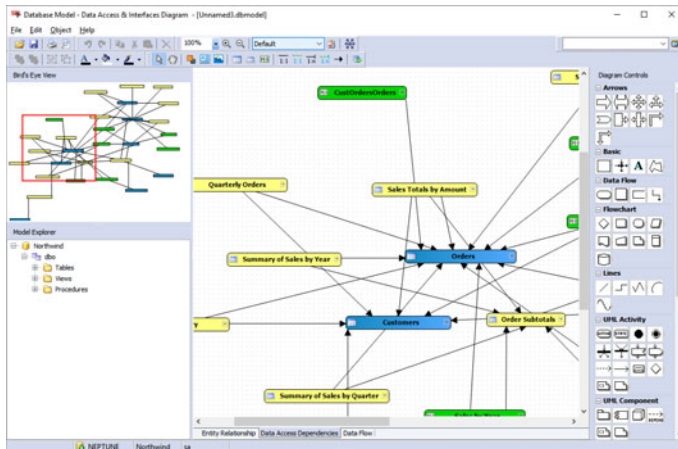 Database Model - Data Access & Interfaces Diagram - [Unnamed3.dbmodel]
File Edit Object Help
100% Default
Bird's Eye View
Model Explorer
Northwind
dbo
Tables
Views
Procedures
CustOrdersOrders
Quarterly Orders
Sales Totals by Amount
Summary of Sales by Year
Orders
Customers
Order Subtotals
Summary of Sales by Quarter
Sales by Year
Entity Relationship Data Access Dependencies Data Flow
Diagram Controls
Arrows
Basic
Data Flow
Flowchart
Lines
UML Activity
UML Component
NEPTUNE Northwind sa